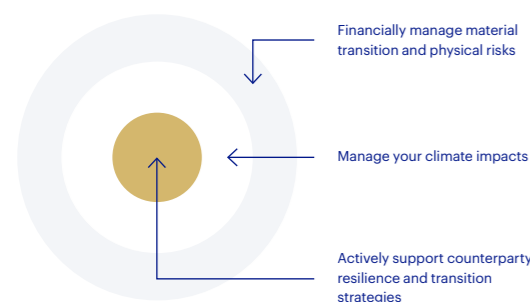 Financially manage material
transition and physical risks
Manage your climate impacts
Actively support counterparty
resilience and transition
strategies